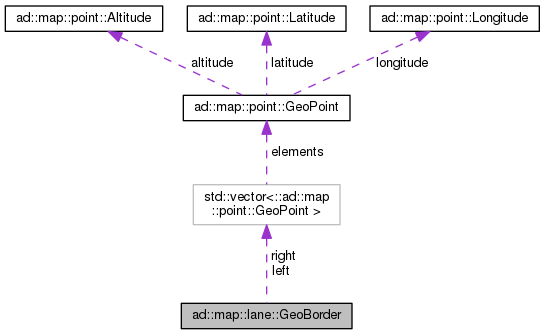 ad::map::point::Altitude
ad::map::point::Latitude
ad::map::point::Longitude
altitude
latitude
longitude
ad::map::point::GeoPoint
elements
std::vector<::ad::map
::point::GeoPoint >
right
left
ad::map::lane::GeoBorder